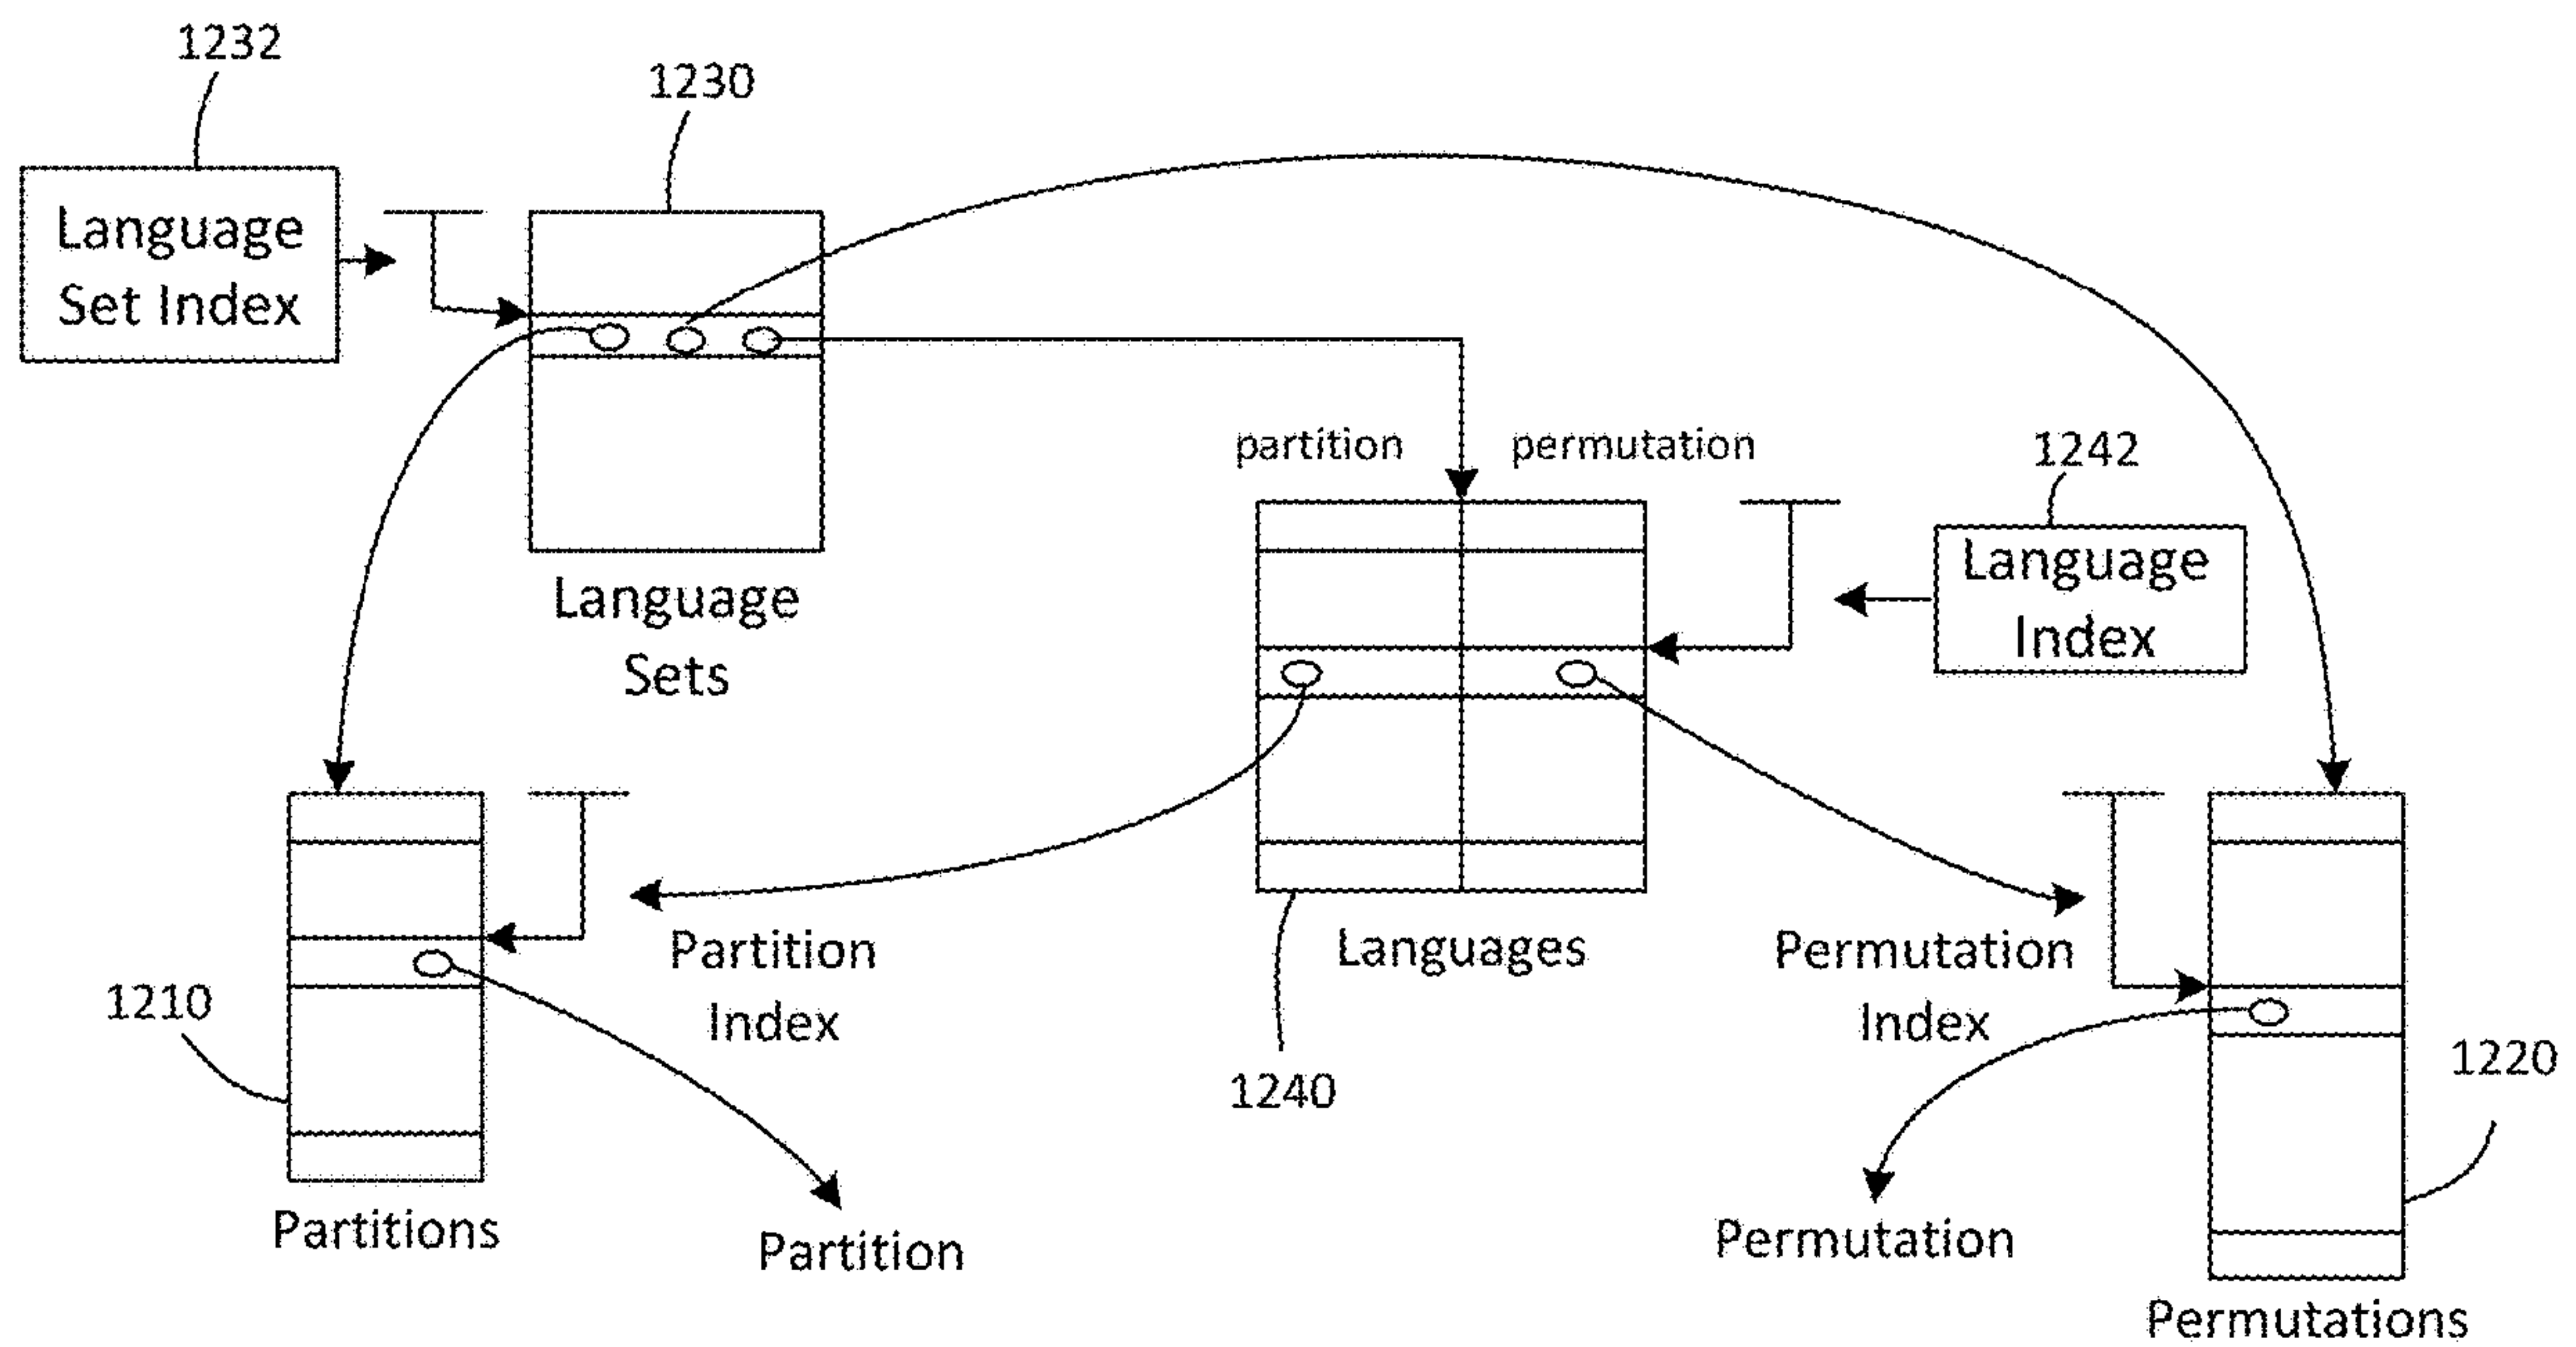 1232
1230
Language
Set Index
partition
permutation
1242
Language
Index
Language
Sets
Partition
Index
Languages
Permutation
Index
1210
1240
1220
Partitions
Partition
Permutation
Permutations